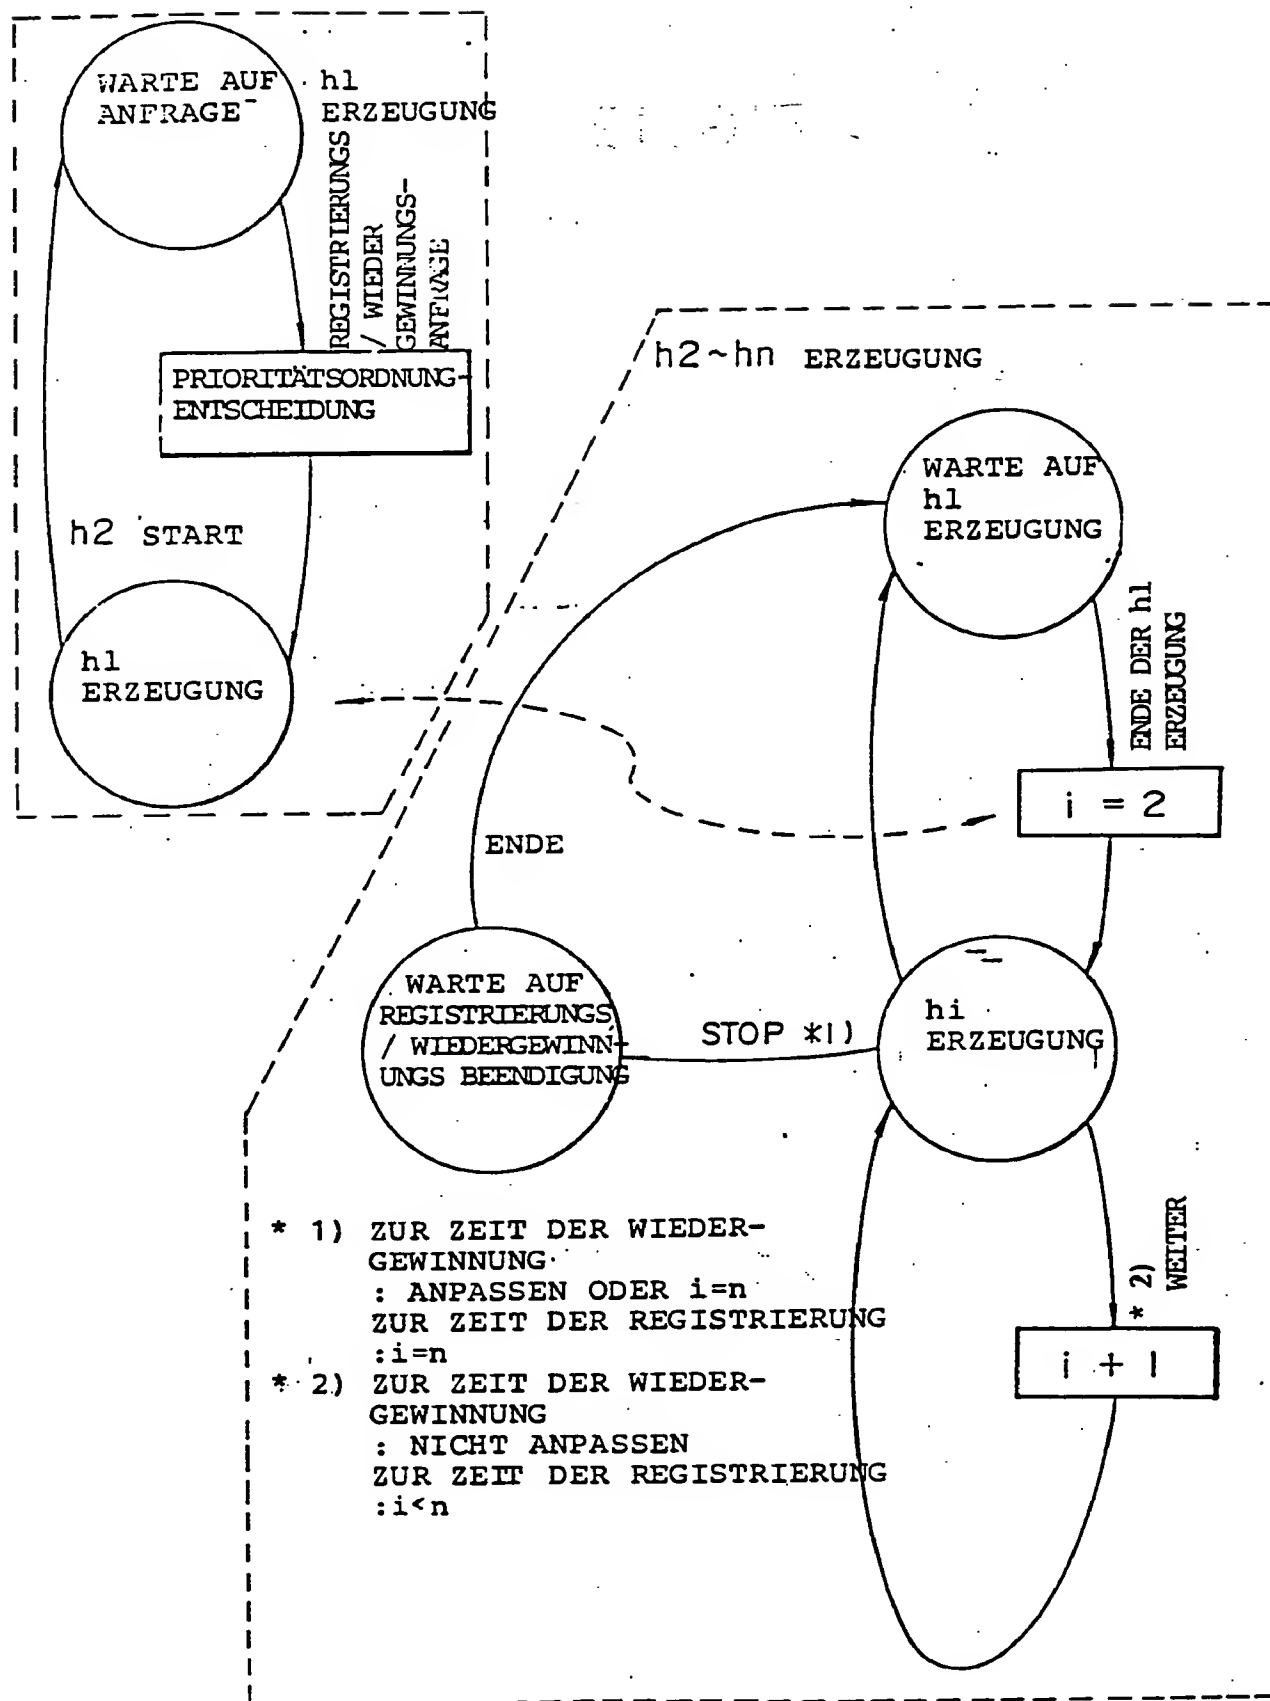 WARTE AUF
ANFRAGE
h1
ERZEUGUNG
REGISTRIERUNGS
/ WIEDER
GEWINNUNGS-
ANFRAGE
PRIORITÄTSORDNUNG-
ENTSCHEIDUNG
h2 START
h1
ERZEUGUNG
h2~hn ERZEUGUNG
WARTE AUF
h1
ERZEUGUNG
ENDE DER h1
ERZEUGUNG
i = 2
ENDE
WARTE AUF
REGISTRIERUNGS
/ WIEDERGEWINN-
UNGS BEENDIGUNG
STOP *1)
hi
ERZEUGUNG
* 2)
WEITER
i + 1
* 1) ZUR ZEIT DER WIEDER-
GEWINNUNG
: ANPASSEN ODER i=n
ZUR ZEIT DER REGISTRIERUNG
:i=n
* 2) ZUR ZEIT DER WIEDER-
GEWINNUNG
: NICHT ANPASSEN
ZUR ZEIT DER REGISTRIERUNG
:i<n